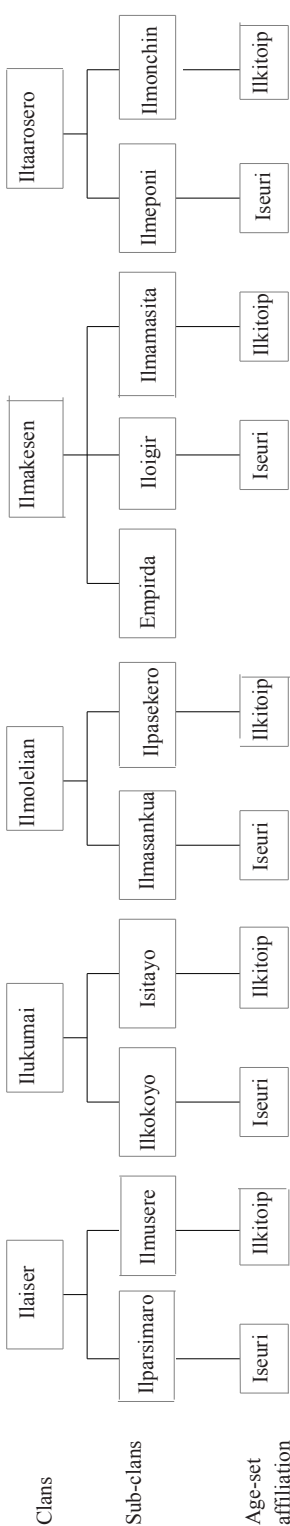 Clans
Ilaiser
Ilukumai
Ilmolelian
Ilmakesen
Iltaarosero
Sub-clans
Ilparsimaro
Ilmusere
Ilkokoyo
Isitayo
Ilmasankua
Ilpasekero
Empirda
Iloigir
Ilmamasita
Ilmeponi
Ilmonchin
Age-set
affiliation
Iseuri
Ilkitoip
Iseuri
Ilkitoip
Iseuri
Ilkitoip
Iseuri
Ilkitoip
Iseuri
Ilkitoip